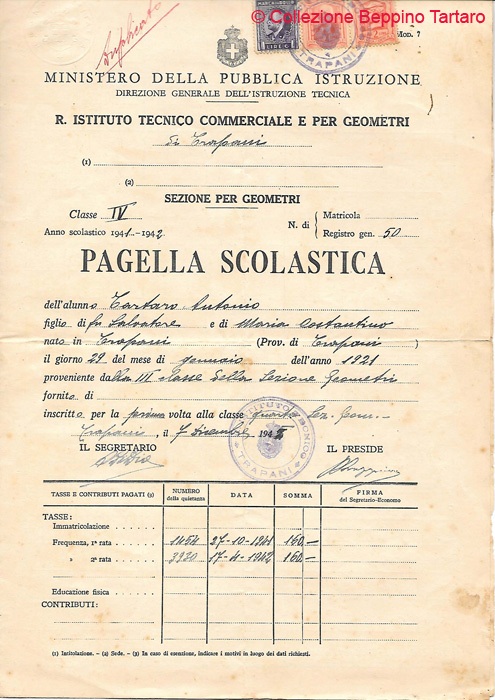 © Collezione Beppino Tartaro
Duplicato
MOD. 7
MINISTERO DELLA PUBBLICA ISTRUZIONE
DIREZIONE GENERALE DELL'ISTRUZIONE TECNICA
R. ISTITUTO TECNICO COMMERCIALE E PER GEOMETRI
di Trapani
(1)
(2)
SEZIONE PER GEOMETRI
Classe IV
Anno scolastico 1941-1942
N. di
Matricola
Registro gen. 50
PAGELLA SCOLASTICA
dell'alunno Tartaro Antonio
figlio di fu Salvatore e di Maria Costantino
nato in Trapani (Prov. di Trapani)
il giorno 29 del mese di gennaio dell'anno 1921
proveniente dalla III classe della Sezione Geometri
fornito di
inscritto per la prima volta alla classe quarta Sez. Geom.
Trapani, il 7 dicembre 194
ISTITUTO TECNICO
TRAPANI
IL SEGRETARIO
IL PRESIDE
TASSE E CONTRIBUTI PAGATI (3) NUMERO della quietanza DATA SOMMA FIRMA del Segretario-Economo
TASSE:
Immatricolazione
Frequenza, 1ª rata 1454 27-10-1941 160,-
» 2ª rata 3930 17-4-1942 160,-
Educazione fisica
CONTRIBUTI:
(1) Intitolazione. - (2) Sede. - (3) In caso di esenzione, indicare i motivi in luogo dei dati richiesti.